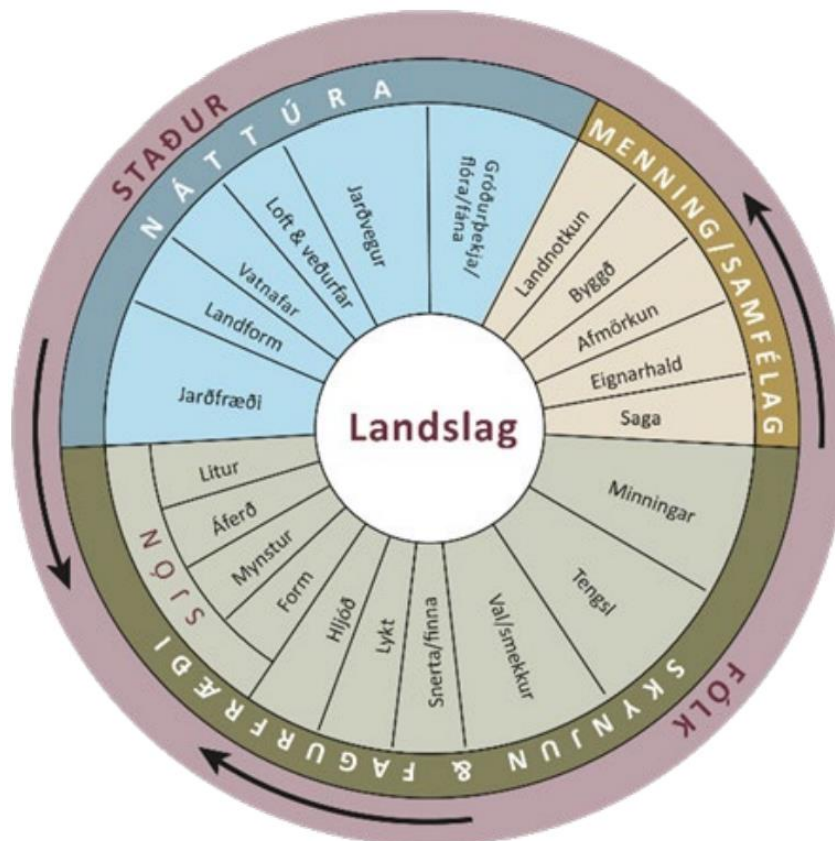 STAÐUR
NÁTTÚRA
Jarðfræði
Landform
Vatnafar
Loft & veðurfar
Jarðvegur
Gróðurþekja/
flóra/fána
MENNING/SAMFÉLAG
Landnotkun
Byggð
Afmörkun
Eignarhald
Saga
Landslag
FÓLK
SKYNJUN & FAGURFRÆÐI
Minningar
Tengsl
Val/smekkur
Snerta/finna
Lykt
Hljóð
SJÓN
Form
Mynstur
Áferð
Litur